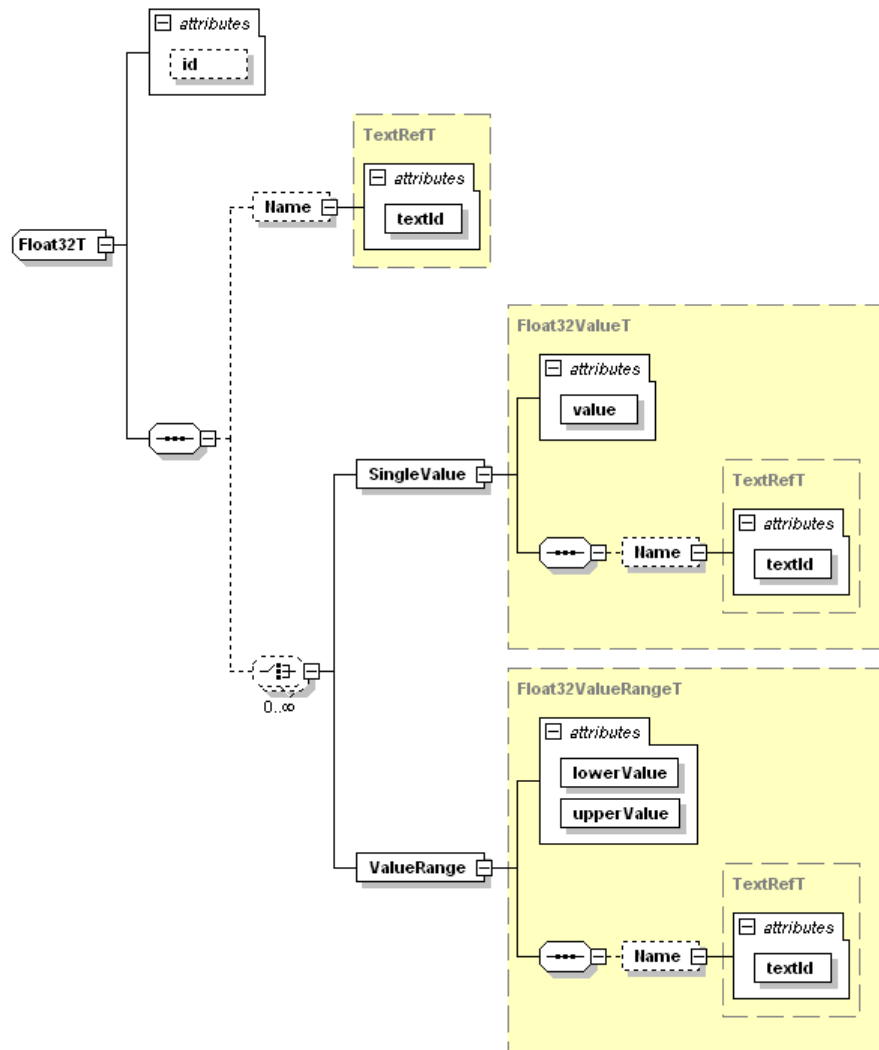 attributes
id
TextRefT
attributes
Name
textId
Float32T
Float32ValueT
attributes
value
SingleValue
TextRefT
attributes
Name
textId
0..∞
Float32ValueRangeT
attributes
lowerValue
upperValue
ValueRange
TextRefT
attributes
Name
textId